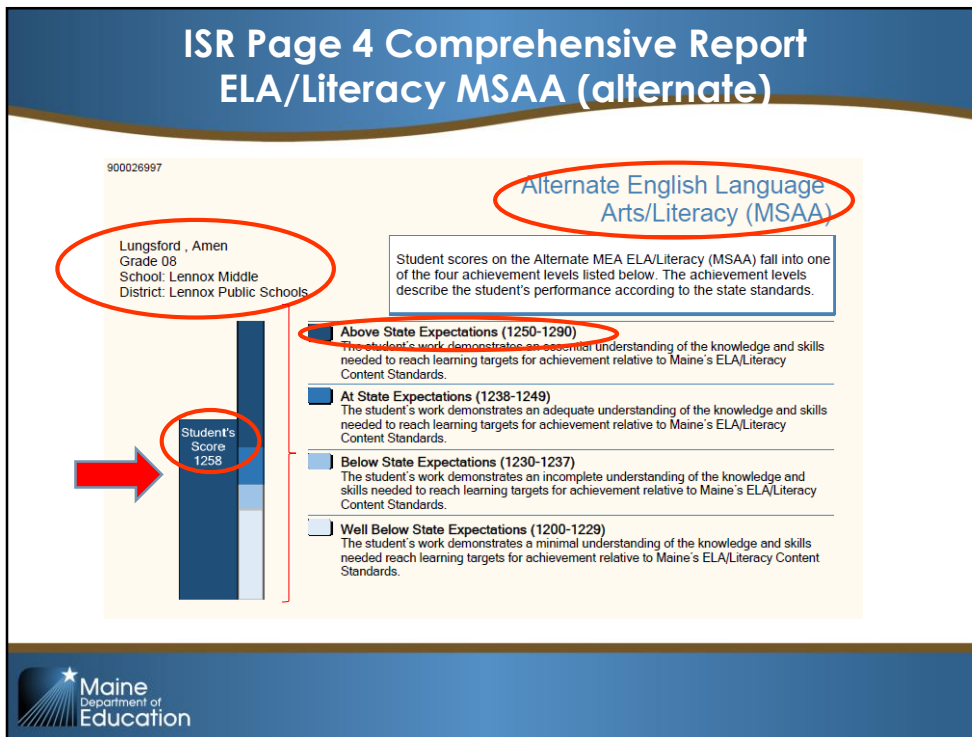 ISR Page 4 Comprehensive Report
ELA/Literacy MSAA (alternate)
900026997
Alternate English Language
Arts/Literacy (MSAA)
Lungsford , Amen
Grade 08
School: Lennox Middle
District: Lennox Public Schools
Student scores on the Alternate MEA ELA/Literacy (MSAA) fall into one
of the four achievement levels listed below. The achievement levels
describe the student's performance according to the state standards.
Above State Expectations (1250-1290)
The student's work demonstrates an essential understanding of the knowledge and skills
needed to reach learning targets for achievement relative to Maine's ELA/Literacy
Content Standards.
At State Expectations (1238-1249)
The student's work demonstrates an adequate understanding of the knowledge and skills
needed to reach learning targets for achievement relative to Maine's ELA/Literacy
Content Standards.
Student's
Score
1258
Below State Expectations (1230-1237)
The student's work demonstrates an incomplete understanding of the knowledge and
skills needed to reach learning targets for achievement relative to Maine's ELA/Literacy
Content Standards.
Well Below State Expectations (1200-1229)
The student's work demonstrates a minimal understanding of the knowledge and skills
needed reach learning targets for achievement relative to Maine's ELA/Literacy Content
Standards.
Maine
Department of
Education